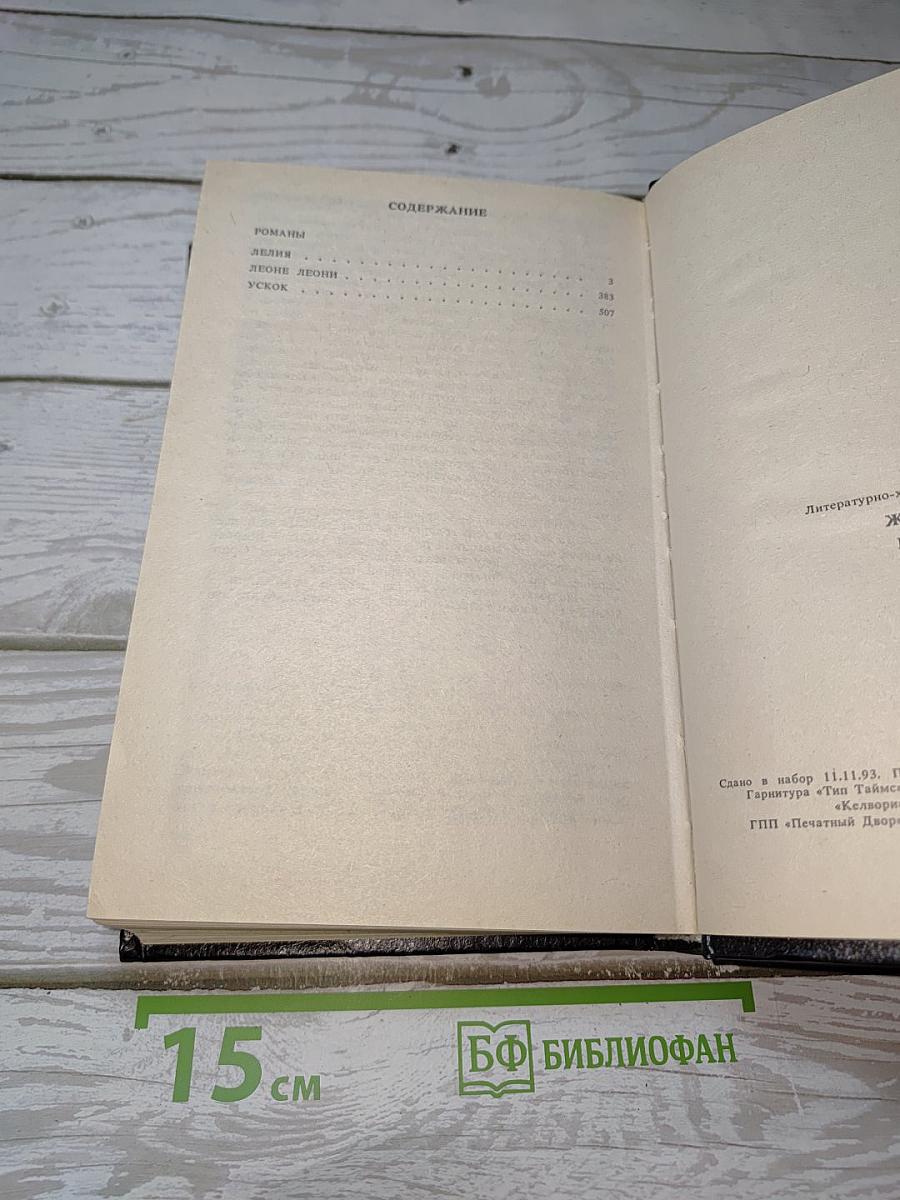 СОДЕРЖАНИЕ
РОМАНЫ
ЛЕЛИЯ . . . . . . . . . . . . . . . . . . . . 3
ЛЕОНЕ ЛЕОНИ . . . . . . . . . . . . . . . . . 383
УСКОК . . . . . . . . . . . . . . . . . . . . 507
Литературно-х
Ж
Сдано в набор 11.11.93. П
Гарнитура «Тип Таймс»
«Келвори
ГПП «Печатный Двор
15 см
БФ БИБЛИОФАН